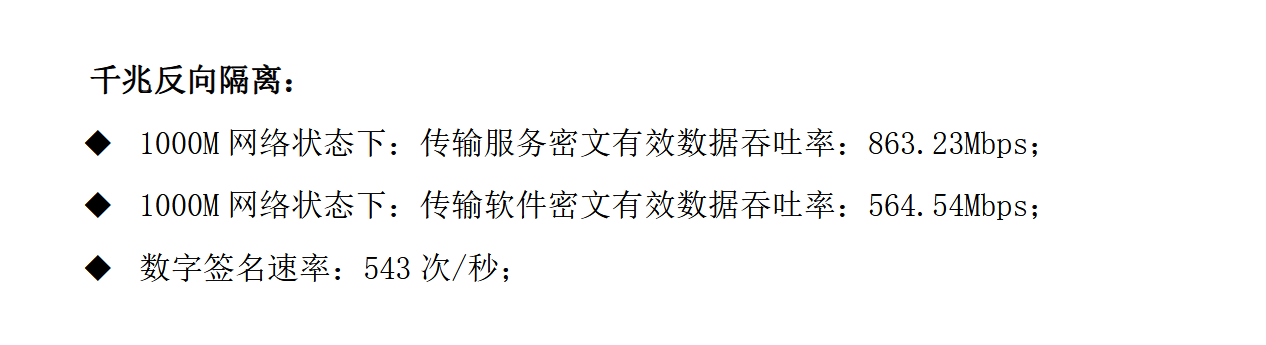 千兆反向隔离：
◆ 1000M 网络状态下：传输服务密文有效数据吞吐率：863.23Mbps；
◆ 1000M 网络状态下：传输软件密文有效数据吞吐率：564.54Mbps；
◆ 数字签名速率：543 次/秒；